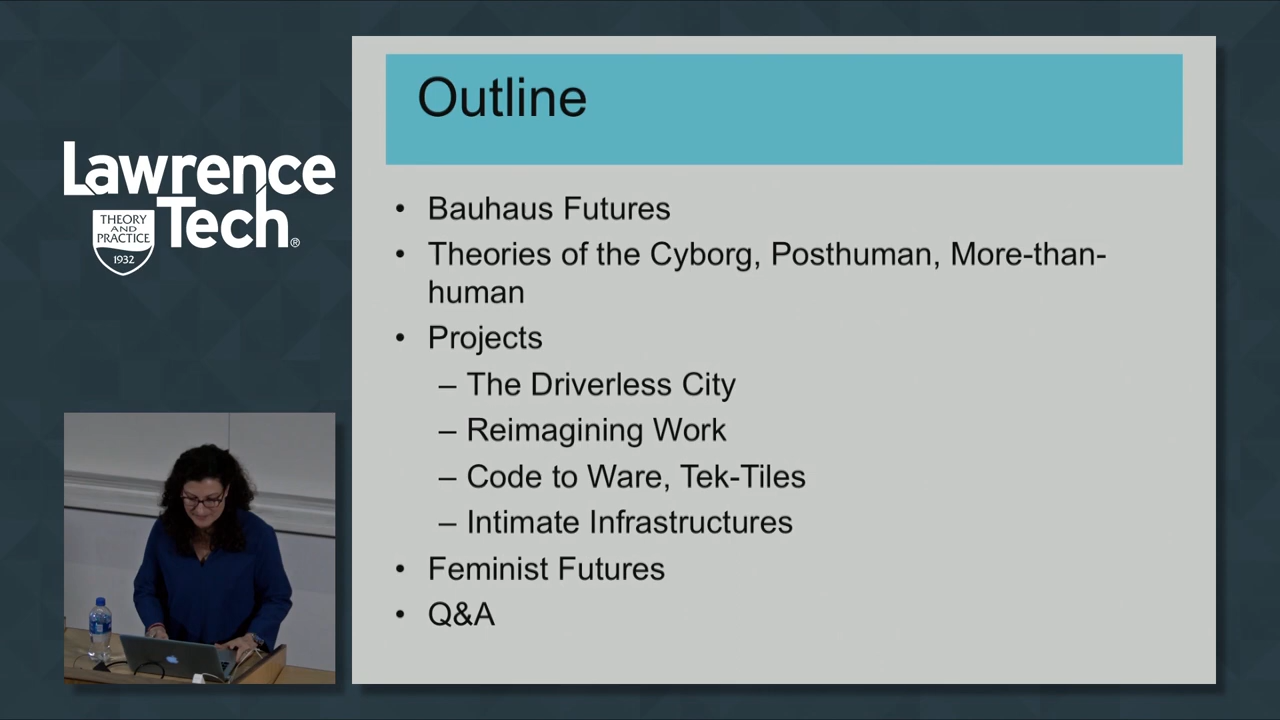 Lawrence
Tech®
THEORY
AND
PRACTICE
1932
Outline
• Bauhaus Futures
• Theories of the Cyborg, Posthuman, More-than-
human
• Projects
– The Driverless City
– Reimagining Work
– Code to Ware, Tek-Tiles
– Intimate Infrastructures
• Feminist Futures
• Q&A